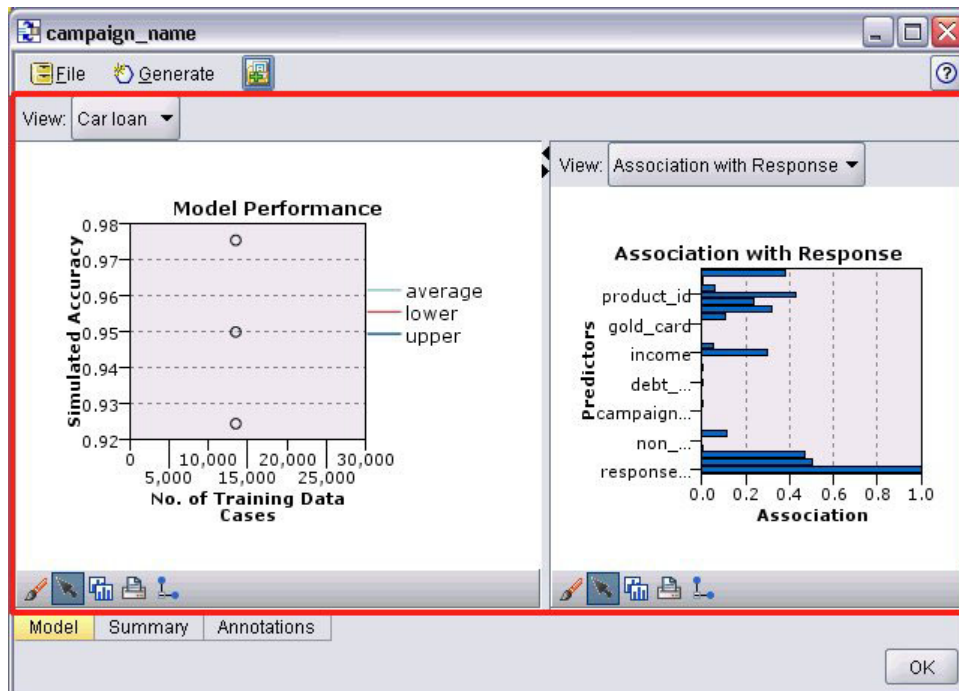 campaign_name
File Generate
View: Car loan
View: Association with Response
Model Performance
Simulated Accuracy
0.98
0.97
0.96
0.95
0.94
0.93
0.92
0 10,000 20,000 30,000
5,000 15,000 25,000
No. of Training Data
Cases
average
lower
upper
Association with Response
Predictors
product_id
gold_card
income
debt_...
campaign...
non_...
response...
0.0 0.2 0.4 0.6 0.8 1.0
Association
Model Summary Annotations
OK